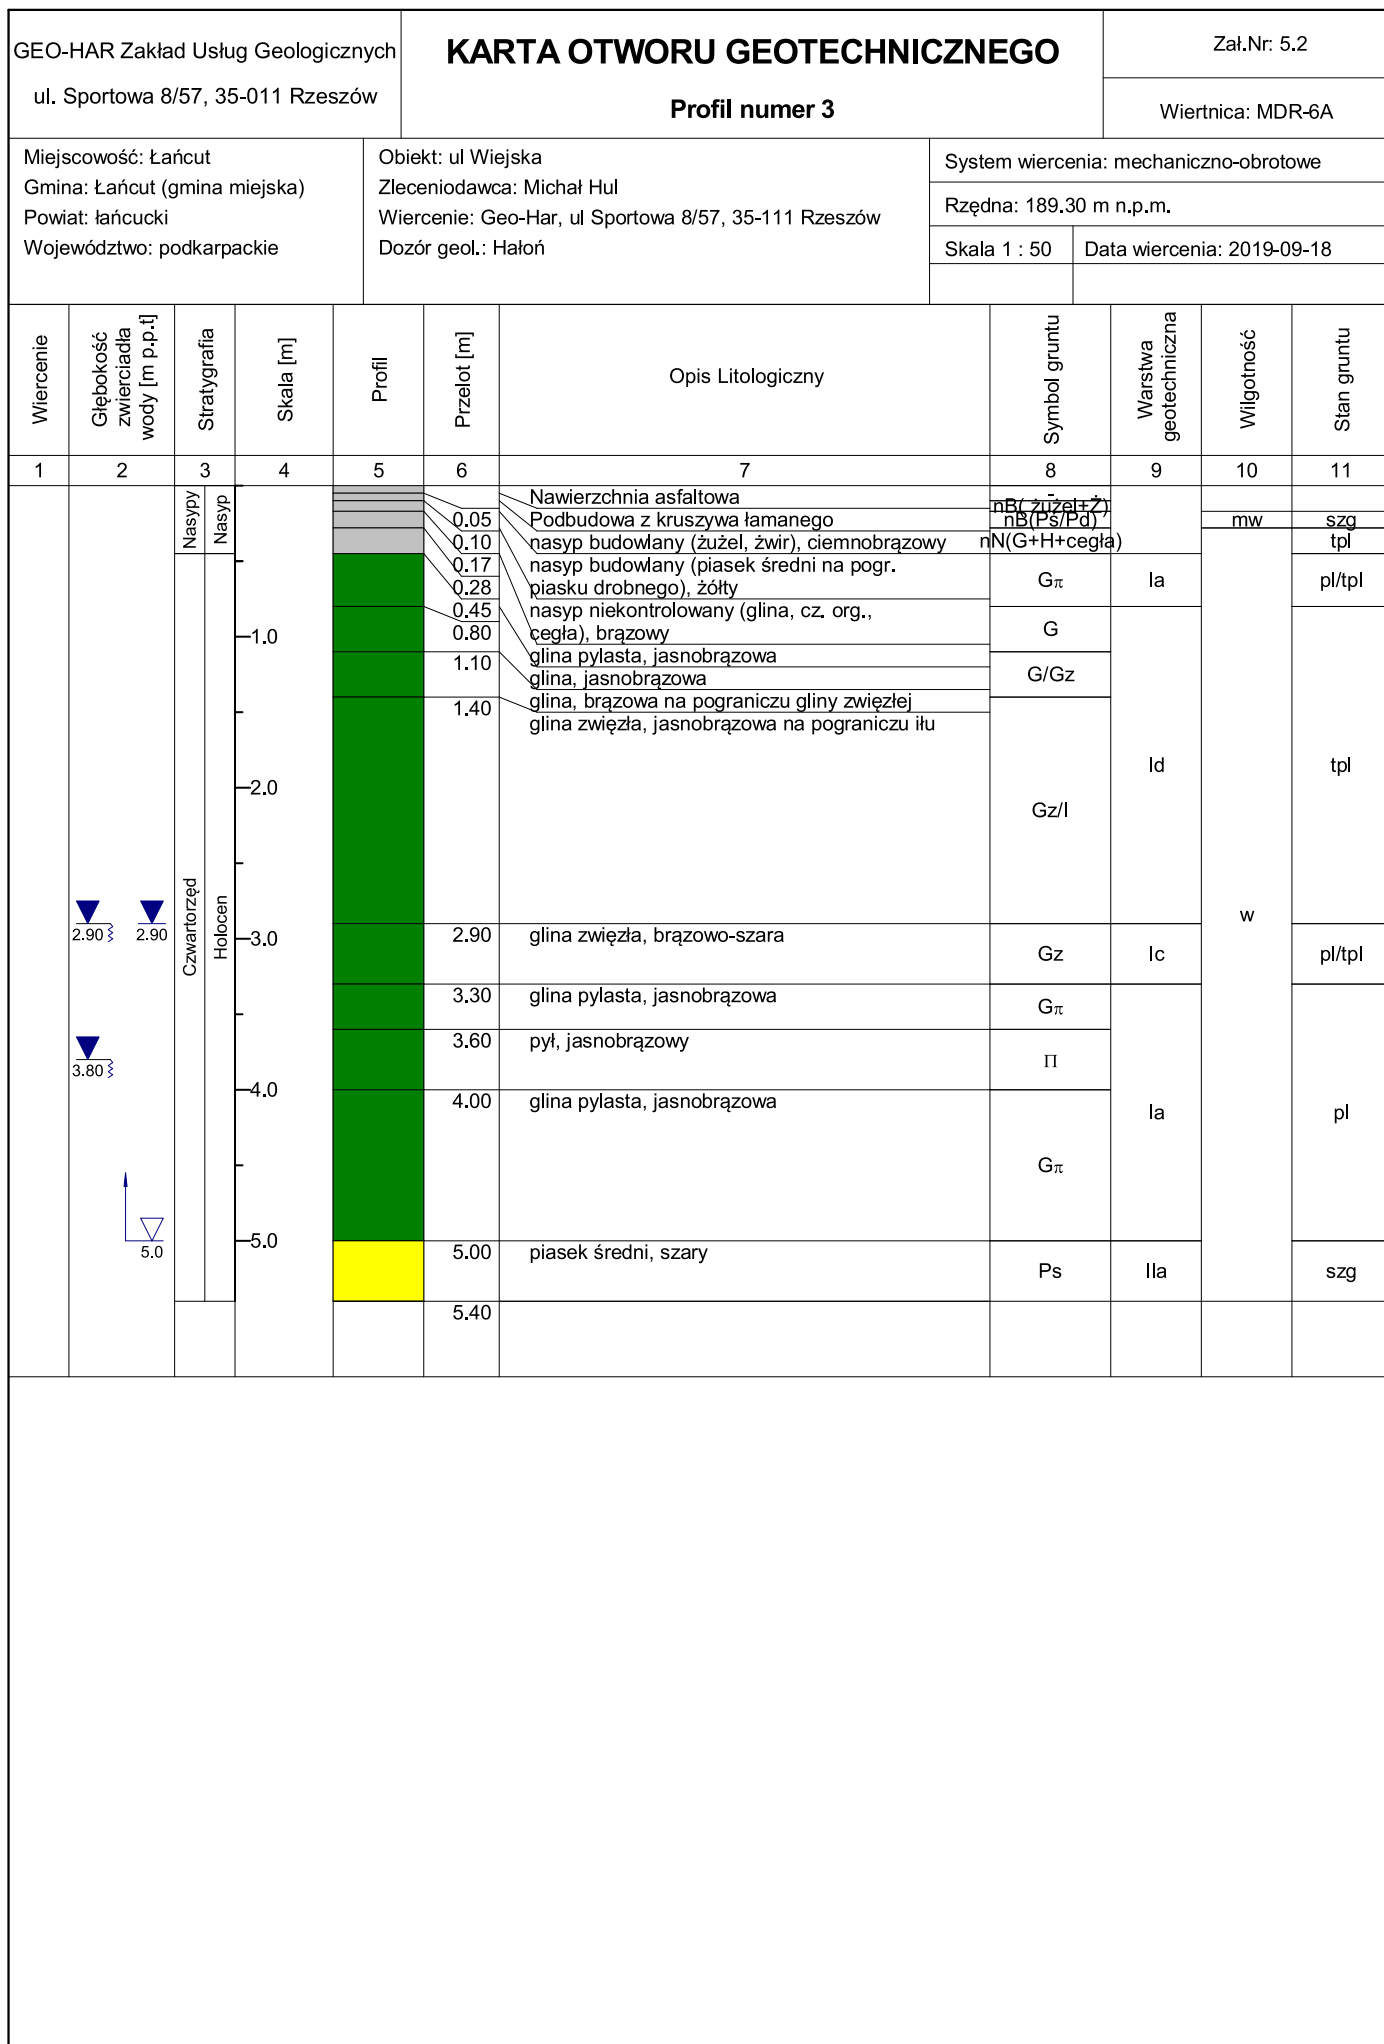 GEO-HAR Zakład Usług Geologicznych
ul. Sportowa 8/57, 35-011 Rzeszów
KARTA OTWORU GEOTECHNICZNEGO
Profil numer 3
Zał.Nr: 5.2
Wiertnica: MDR-6A
Miejscowość: Łańcut
Gmina: Łańcut (gmina miejska)
Powiat: łańcucki
Województwo: podkarpackie
Obiekt: ul Wiejska
Zleceniodawca: Michał Hul
Wiercenie: Geo-Har, ul Sportowa 8/57, 35-111 Rzeszów
Dozór geol.: Hałoń
System wiercenia: mechaniczno-obrotowe
Rzędna: 189.30 m n.p.m.
Skala 1 : 50
Data wiercenia: 2019-09-18
Wiercenie
Głębokość
zwierciadła
wody [m p.p.t]
Stratygrafia
Skala [m]
Profil
Przelot [m]
Opis Litologiczny
Symbol gruntu
Warstwa
geotechniczna
Wilgotność
Stan gruntu
1 2 3 4 5 6 7 8 9 10 11
2.90
2.90
3.80
5.0
Nasypy
Nasyp
Czwartorzęd
Holocen
1.0
2.0
3.0
4.0
5.0
0.05
0.10
0.17
0.28
0.45
0.80
1.10
1.40
2.90
3.30
3.60
4.00
5.00
5.40
Nawierzchnia asfaltowa
Podbudowa z kruszywa łamanego
nasyp budowlany (żużel, żwir), ciemnobrązowy
nasyp budowlany (piasek średni na pogr.
piasku drobnego), żółty
nasyp niekontrolowany (glina, cz. org.,
cegła), brązowy
glina pylasta, jasnobrązowa
glina, jasnobrązowa
glina, brązowa na pograniczu gliny zwięzłej
glina zwięzła, jasnobrązowa na pograniczu iłu
glina zwięzła, brązowo-szara
glina pylasta, jasnobrązowa
pył, jasnobrązowy
glina pylasta, jasnobrązowa
piasek średni, szary
-
nB( żużel+Ż)
nB(Ps/Pd)
nN(G+H+cegła)
Gπ
G
G/Gz
Gz/I
Gz
Gπ
Π
Gπ
Ps
Ia
Id
Ic
Ia
IIa
mw
w
szg
tpl
pl/tpl
tpl
pl/tpl
pl
szg